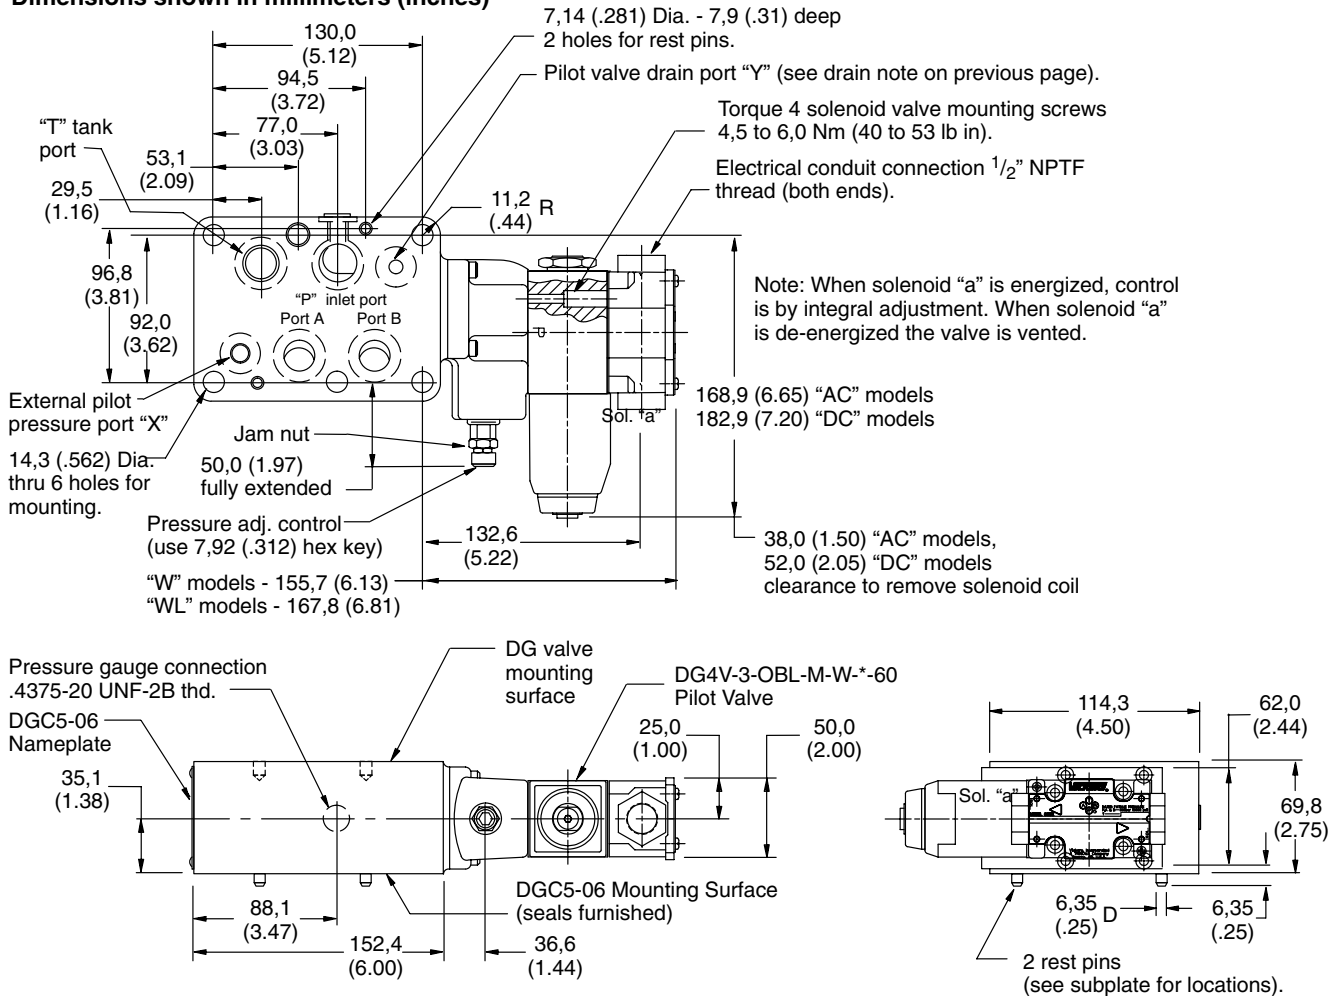 Dimensions shown in millimeters (inches)
7,14 (.281) Dia. - 7,9 (.31) deep
2 holes for rest pins.
130,0
(5.12)
Pilot valve drain port “Y” (see drain note on previous page).
94,5
(3.72)
Torque 4 solenoid valve mounting screws
4,5 to 6,0 Nm (40 to 53 lb in).
“T” tank
port
77,0
(3.03)
53,1
(2.09)
Electrical conduit connection 1/2” NPTF
thread (both ends).
29,5
(1.16)
11,2
(.44) R
96,8
(3.81)
“P” inlet port
Port A
Port B
92,0
(3.62)
Note: When solenoid “a” is energized, control
is by integral adjustment. When solenoid “a”
is de-energized the valve is vented.
External pilot
pressure port “X”
168,9 (6.65) “AC” models
182,9 (7.20) “DC” models
Sol. “a”
Jam nut
14,3 (.562) Dia.
thru 6 holes for
mounting.
50,0 (1.97)
fully extended
Pressure adj. control
(use 7,92 (.312) hex key)
132,6
(5.22)
38,0 (1.50) “AC” models,
52,0 (2.05) “DC” models
clearance to remove solenoid coil
“W” models - 155,7 (6.13)
“WL” models - 167,8 (6.81)
Pressure gauge connection
.4375-20 UNF-2B thd.
DG valve
mounting
surface
DG4V-3-OBL-M-W-*-60
Pilot Valve
DGC5-06
Nameplate
25,0
(1.00)
50,0
(2.00)
114,3
(4.50)
62,0
(2.44)
35,1
(1.38)
Sol. “a”
69,8
(2.75)
DGC5-06 Mounting Surface
(seals furnished)
88,1
(3.47)
152,4
(6.00)
36,6
(1.44)
6,35
(.25) D
6,35
(.25)
2 rest pins
(see subplate for locations).